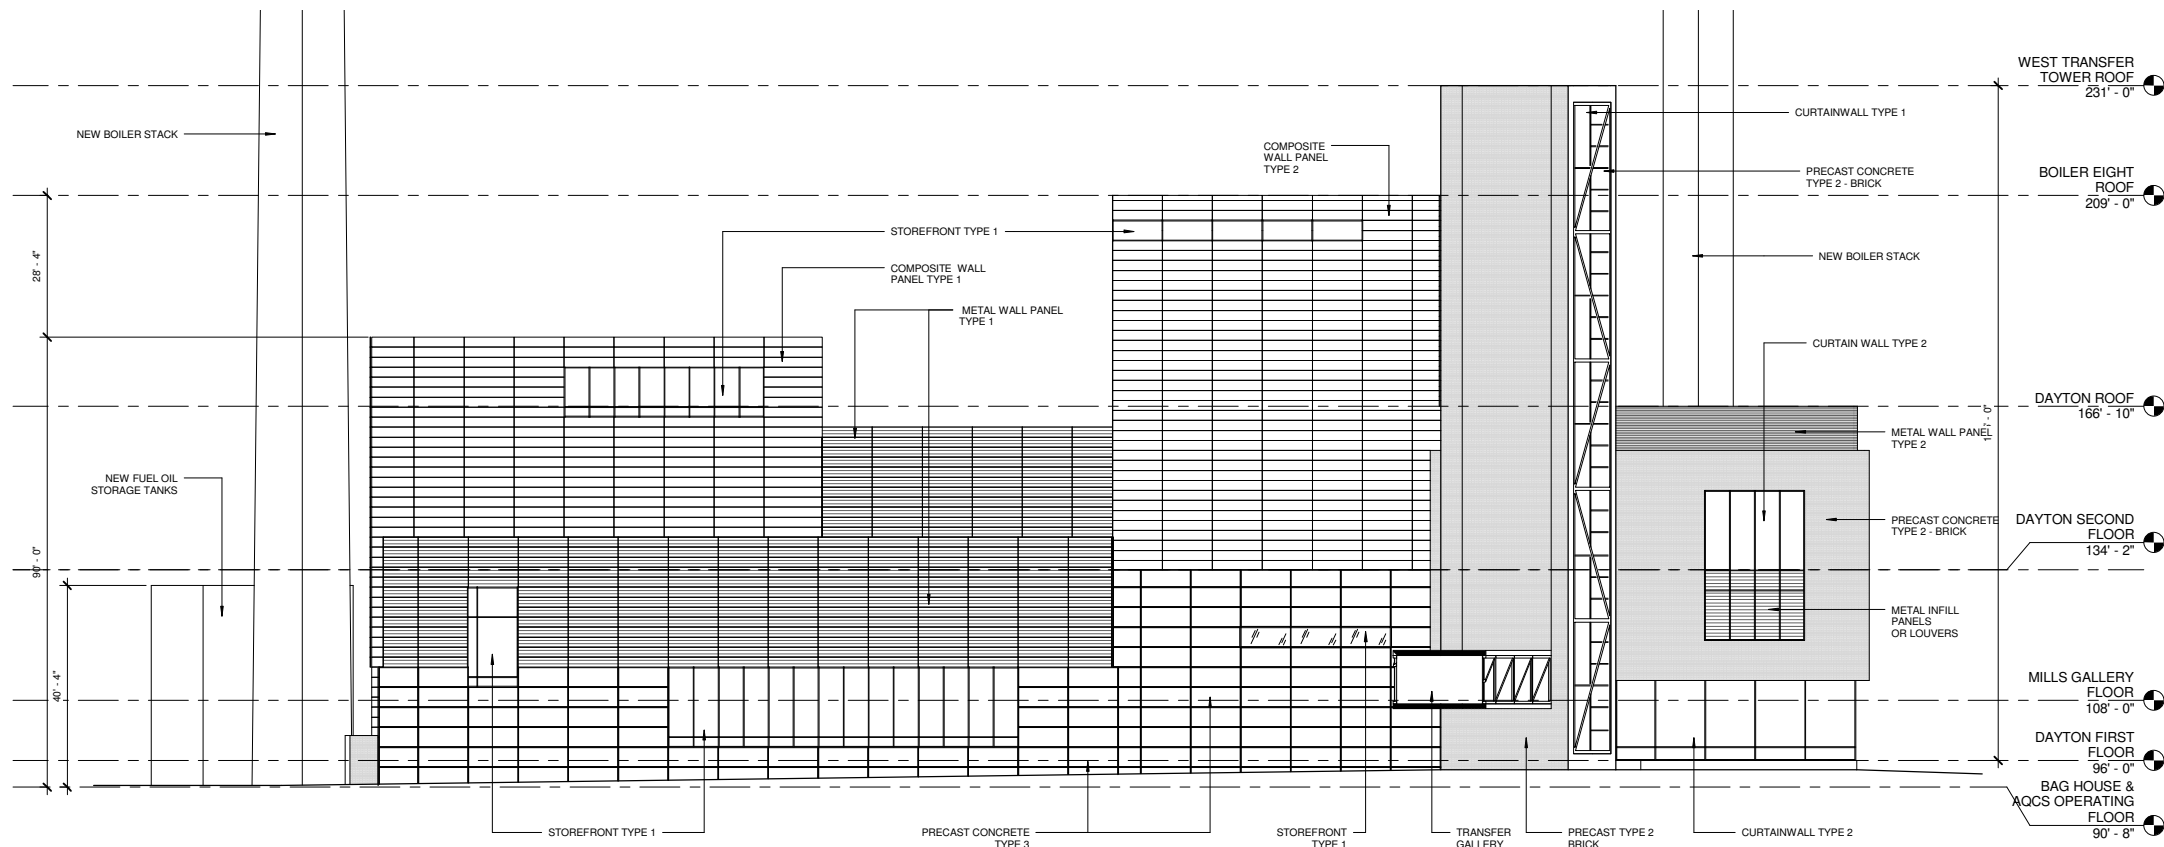 WEST TRANSFER
TOWER ROOF
231' - 0"
NEW BOILER STACK
CURTAINWALL TYPE 1
COMPOSITE
WALL PANEL
TYPE 2
PRECAST CONCRETE
TYPE 2 - BRICK
BOILER EIGHT
ROOF
209' - 0"
STOREFRONT TYPE 1
28' - 4"
COMPOSITE WALL
PANEL TYPE 1
NEW BOILER STACK
METAL WALL PANEL
TYPE 1
CURTAIN WALL TYPE 2
DAYTON ROOF
166' - 10"
METAL WALL PANEL
TYPE 2
NEW FUEL OIL
STORAGE TANKS
PRECAST CONCRETE
TYPE 2 - BRICK
DAYTON SECOND
FLOOR
134' - 2"
90' - 0"
METAL INFILL
PANELS
OR LOUVERS
40' - 4"
MILLS GALLERY
FLOOR
108' - 0"
DAYTON FIRST
FLOOR
96' - 0"
BAG HOUSE &
AQCS OPERATING
FLOOR
90' - 8"
STOREFRONT TYPE 1
PRECAST CONCRETE
TYPE 3
STOREFRONT
TYPE 1
TRANSFER
GALLERY
PRECAST TYPE 2
BRICK
CURTAINWALL TYPE 2